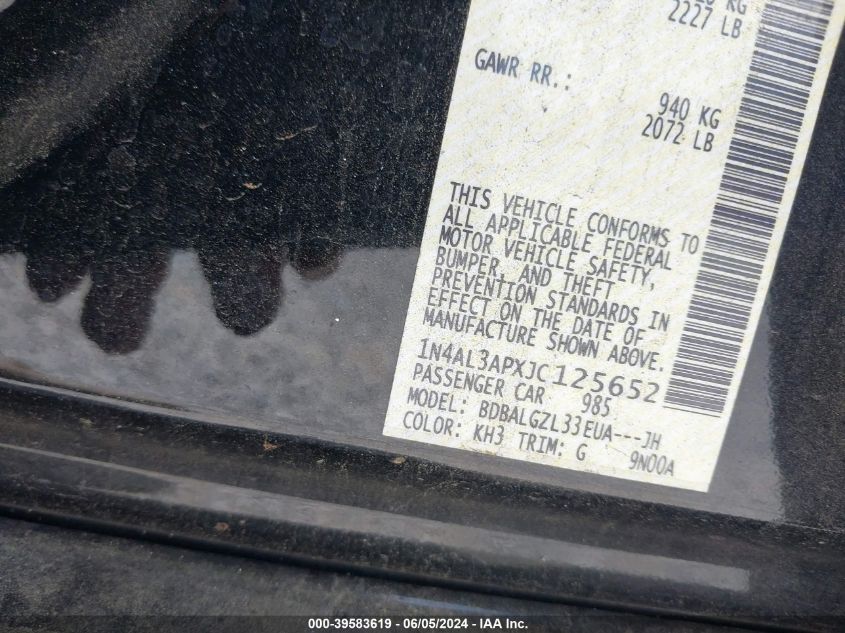 KG
2227 LB
GAWR RR.:
940 KG
2072 LB
THIS VEHICLE CONFORMS TO
ALL APPLICABLE FEDERAL
MOTOR VEHICLE SAFETY,
BUMPER, AND THEFT
PREVENTION STANDARDS IN
EFFECT ON THE DATE OF
MANUFACTURE SHOWN ABOVE.
1N4AL3APXJC125652
PASSENGER CAR 985
MODEL: BDBALGZL33EUA---JH
COLOR: KH3 TRIM: G 9N00A
000-39583619 - 06/05/2024 - IAAI Inc.